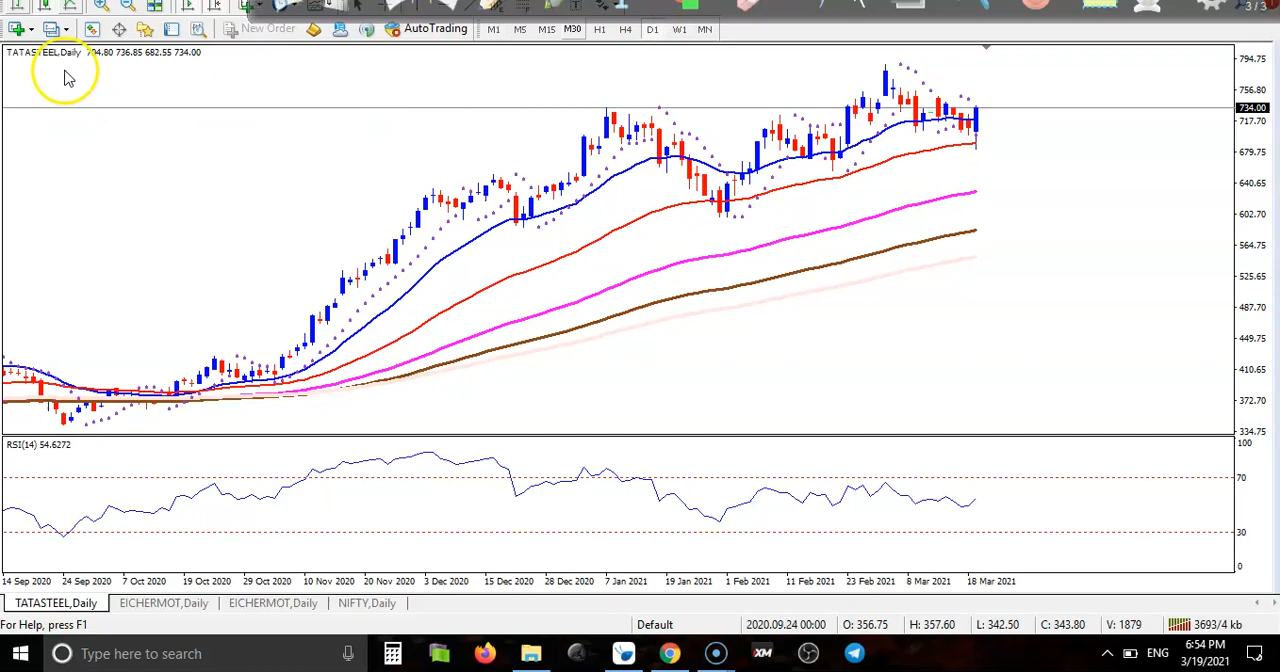 3/3
New Order
AutoTrading
M1 M5 M15 M30 H1 H4 D1 W1 MN
TATASTEEL,Daily 704.80 736.85 682.55 734.00
794.75
756.80
734.00
717.70
679.75
640.65
602.70
564.75
525.65
487.70
449.75
410.65
372.70
334.75
RSI(14) 54.6272
100
70
30
0
14 Sep 2020 24 Sep 2020 7 Oct 2020 19 Oct 2020 29 Oct 2020 10 Nov 2020 20 Nov 2020 3 Dec 2020 15 Dec 2020 28 Dec 2020 7 Jan 2021 19 Jan 2021 1 Feb 2021 11 Feb 2021 23 Feb 2021 8 Mar 2021 18 Mar 2021
TATASTEEL,Daily EICHERMOT,Daily EICHERMOT,Daily NIFTY,Daily
For Help, press F1 Default 2020.09.24 00:00 O: 356.75 H: 357.60 L: 342.50 C: 343.80 V: 1879 3693/4 kb
Type here to search XM ENG 6:54 PM
3/19/2021